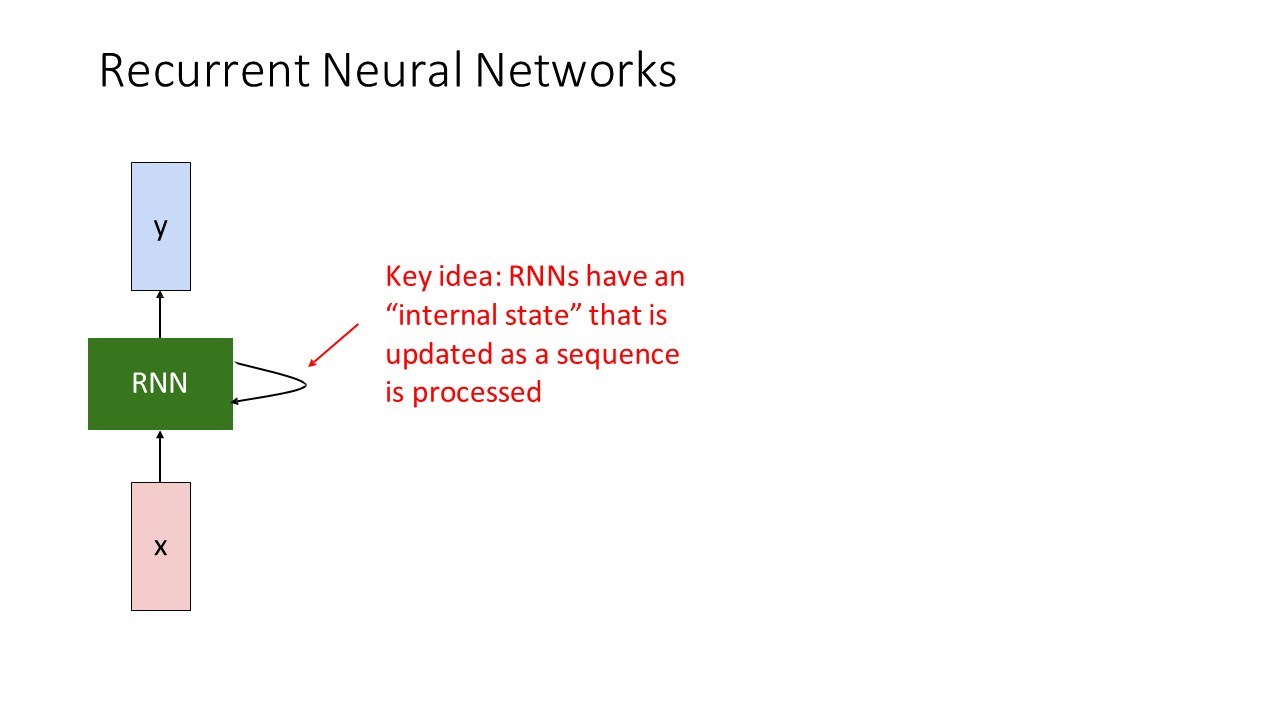 Recurrent Neural Networks
y
Key idea: RNNs have an
“internal state” that is
updated as a sequence
is processed
RNN
x